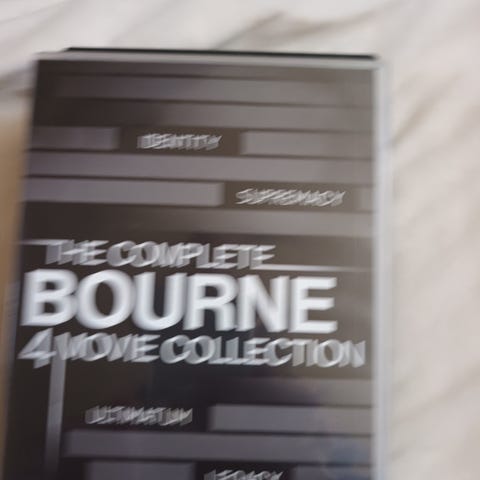 IDENTITY
SUPREMACY
THE COMPLETE
BOURNE
4 MOVIE COLLECTION
ULTIMATUM
LEGACY